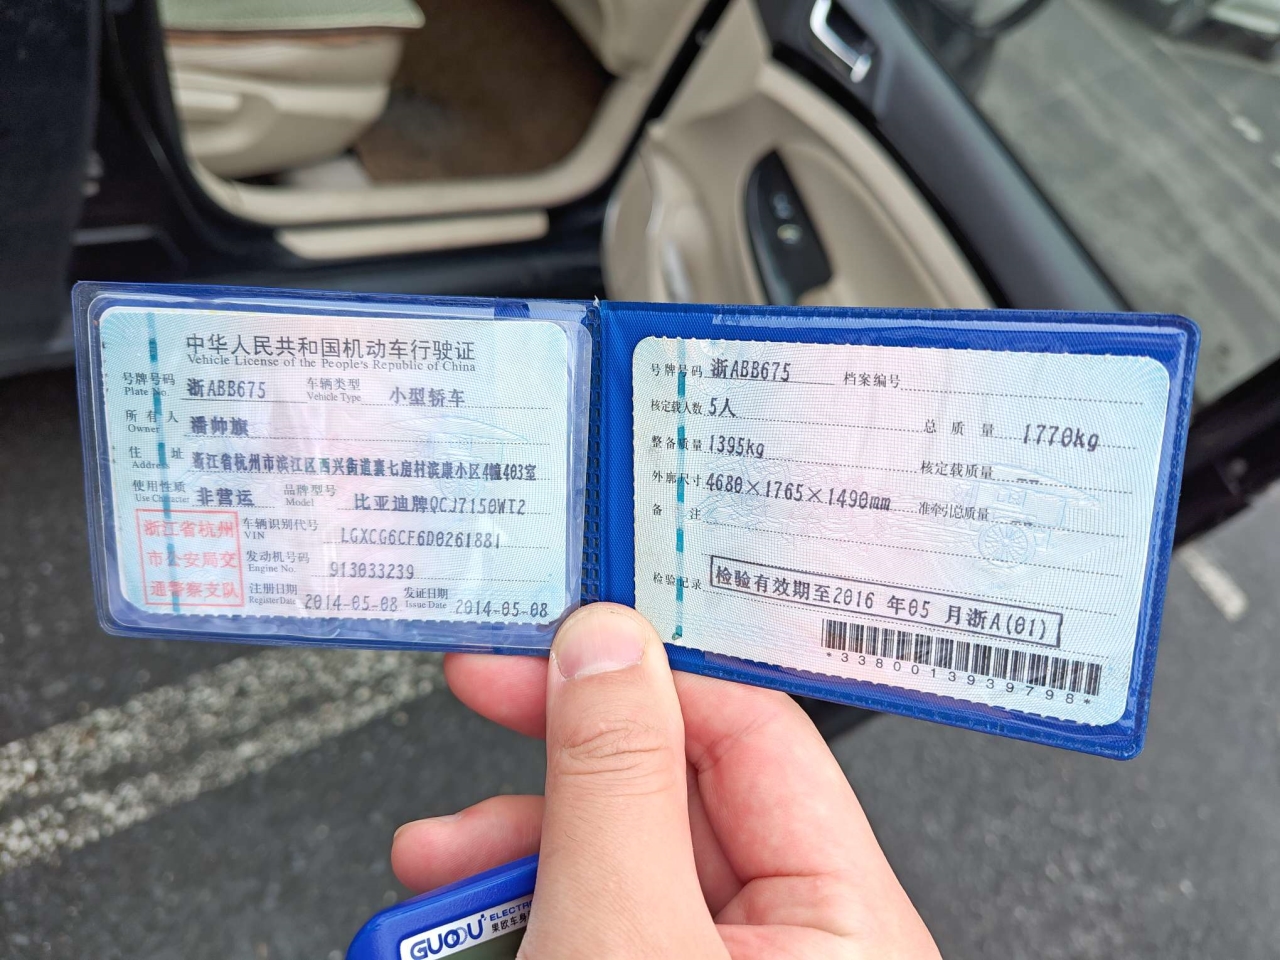 中华人民共和国机动车行驶证
Vehicle License of the People's Republic of China
号牌号码 浙ABB675 车辆类型 小型轿车
Plate No. Vehicle Type
所有人 潘帅旗
Owner
住址 浙江省杭州市滨江区西兴街道襄七房村滨康小区4幢403室
Address
使用性质 非营运 品牌型号 比亚迪牌QCJ7150WT2
Use Character Model
浙江省杭州
市公安局交
通警察支队
车辆识别代号 LGXCG6CF6D0261881
VIN
发动机号码 913033239
Engine No.
注册日期 2014-05-08 发证日期 2014-05-08
Register Date Issue Date
号牌号码 浙ABB675 档案编号
核定载人数 5人 总质量 1770kg
整备质量 1395kg 核定载质量 --
外廓尺寸 4680×1765×1490mm 准牵引总质量 --
备注
检验记录 检验有效期至2016 年05 月浙A(01)
*3380013939798*
GUOOU ELECTRO
果欧车身